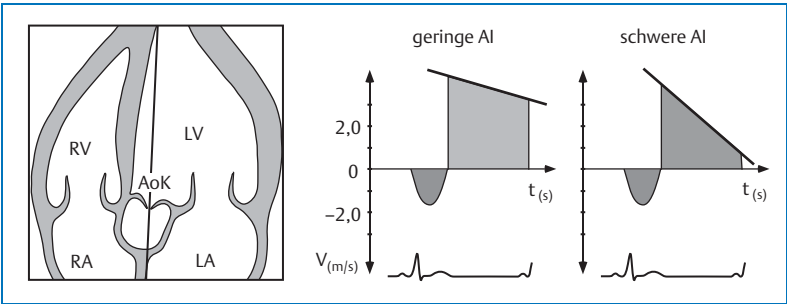 RV
LV
AoK
RA
LA
geringe AI
2,0
0
−2,0
V(m/s)
t (s)
schwere AI
t (s)